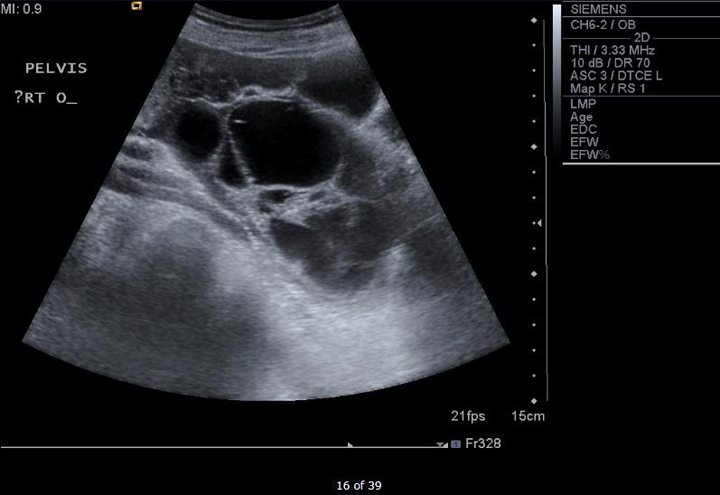 MI: 0.9
PELVIS
?RT O_
SIEMENS
CH6-2 / OB
2D
THI / 3.33 MHz
10 dB / DR 70
ASC 3 / DTCE L
Map K / RS 1
LMP
Age
EDC
EFW
EFW%
21fps 15cm
Fr328
16 of 39